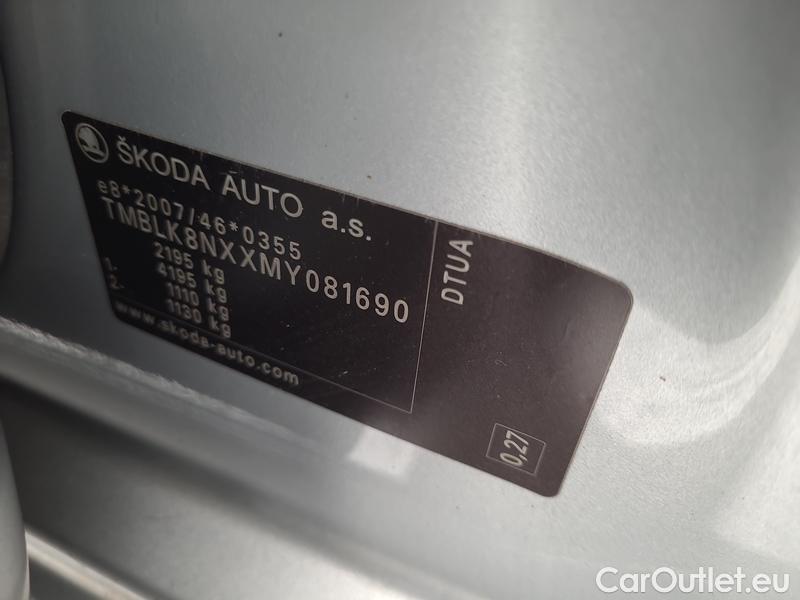 ŠKODA AUTO a.s.
e8*2007/46*0355
TMBLK8NXXMY081690
2195 kg
4195 kg
1- 1110 kg
2- 1130 kg
www.skoda-auto.com
DTUA
0,27
CarOutlet.eu